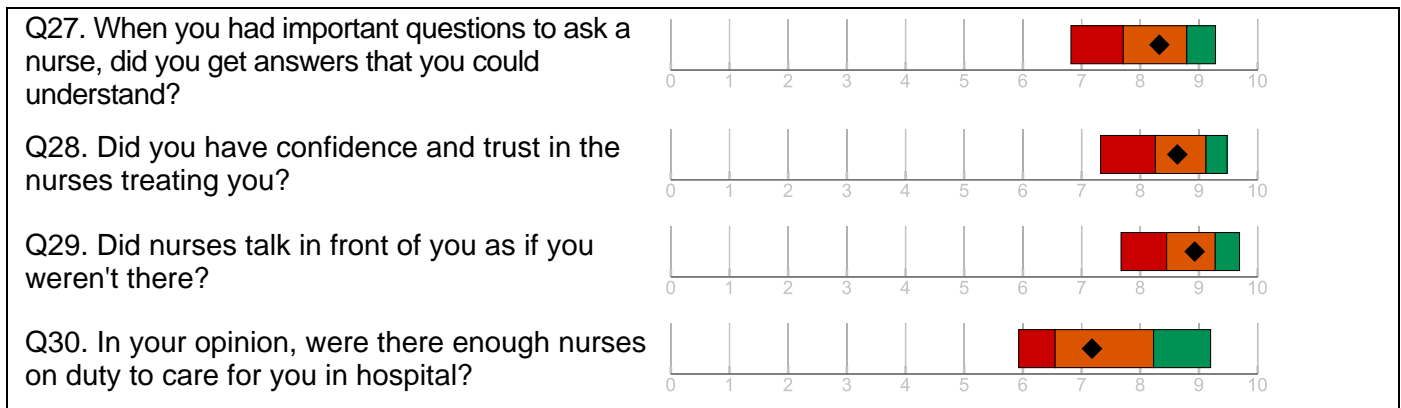 Q27. When you had important questions to ask a
nurse, did you get answers that you could
understand?
0 1 2 3 4 5 6 7 8 9 10
Q28. Did you have confidence and trust in the
nurses treating you?
0 1 2 3 4 5 6 7 8 9 10
Q29. Did nurses talk in front of you as if you
weren't there?
0 1 2 3 4 5 6 7 8 9 10
Q30. In your opinion, were there enough nurses
on duty to care for you in hospital?
0 1 2 3 4 5 6 7 8 9 10